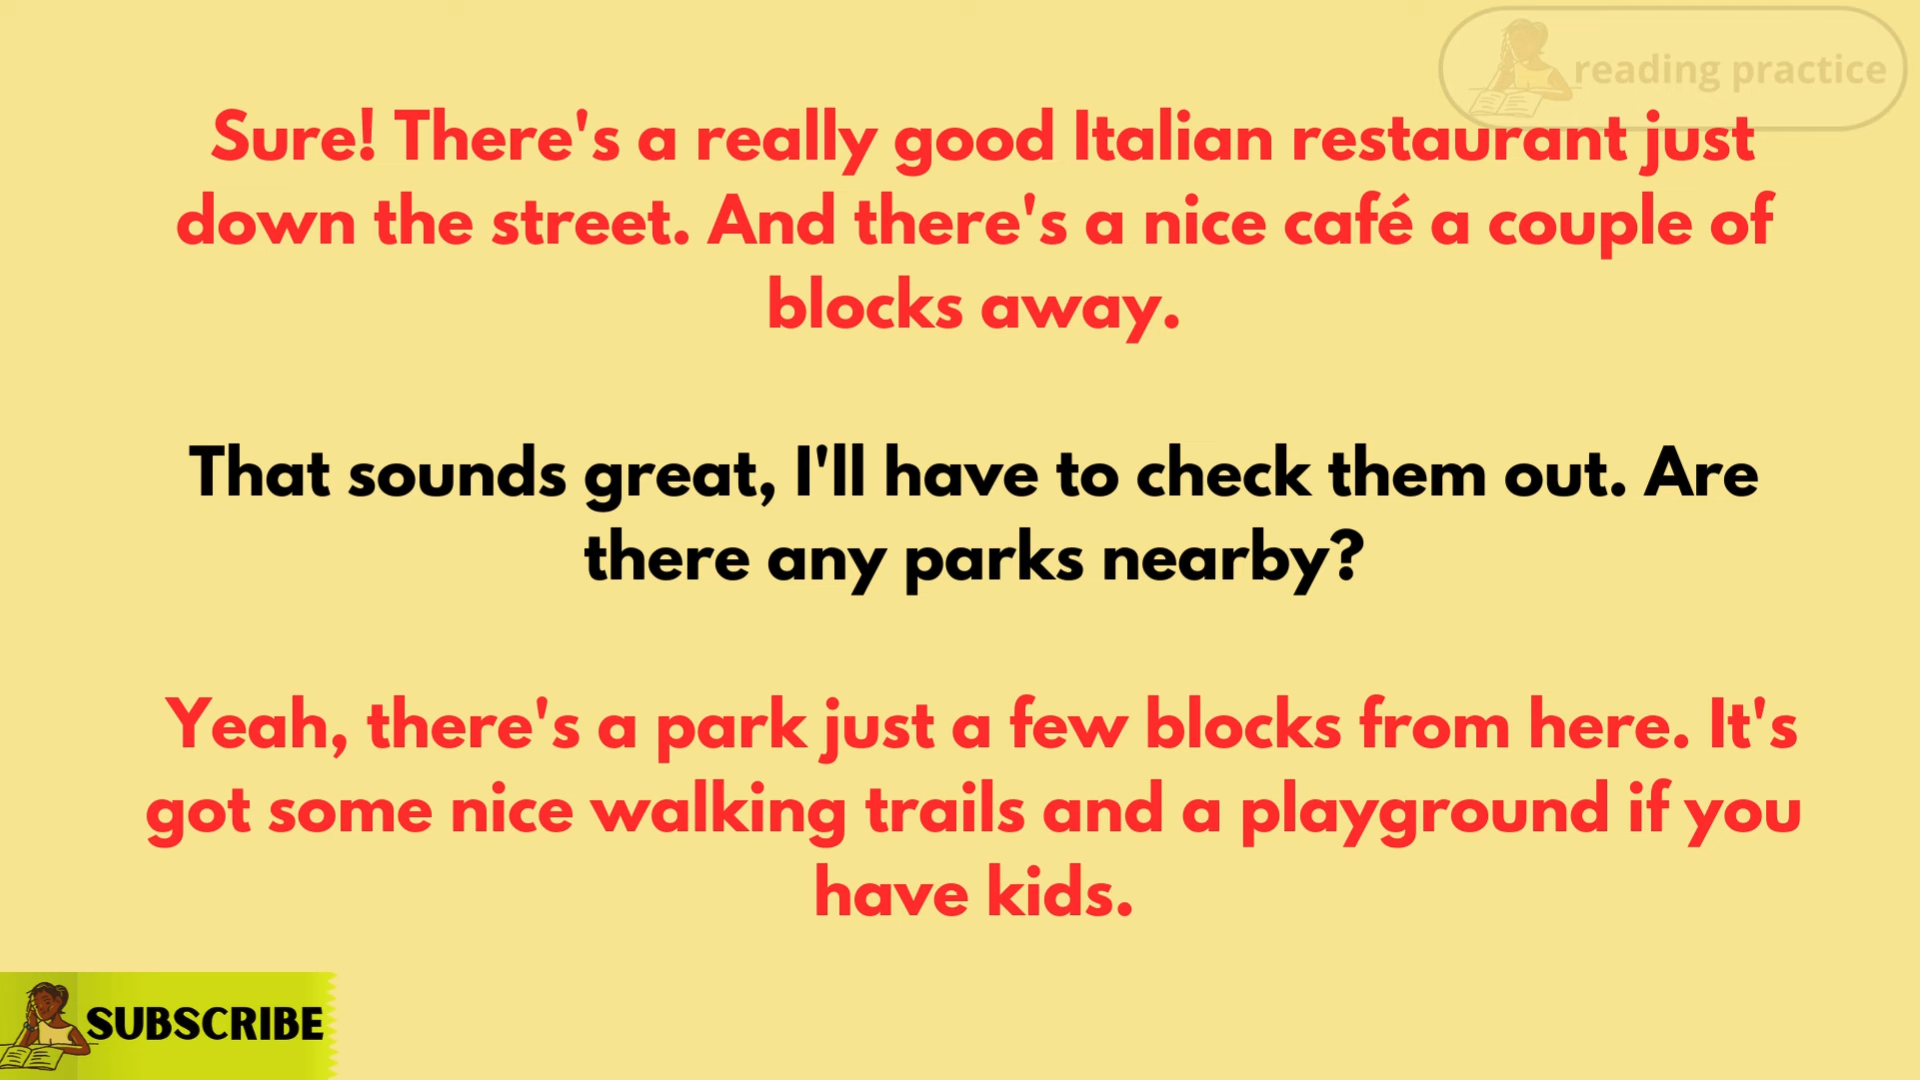 reading practice
Sure! There's a really good Italian restaurant just
down the street. And there's a nice café a couple of
blocks away.
That sounds great, I'll have to check them out. Are
there any parks nearby?
Yeah, there's a park just a few blocks from here. It's
got some nice walking trails and a playground if you
have kids.
SUBSCRIBE